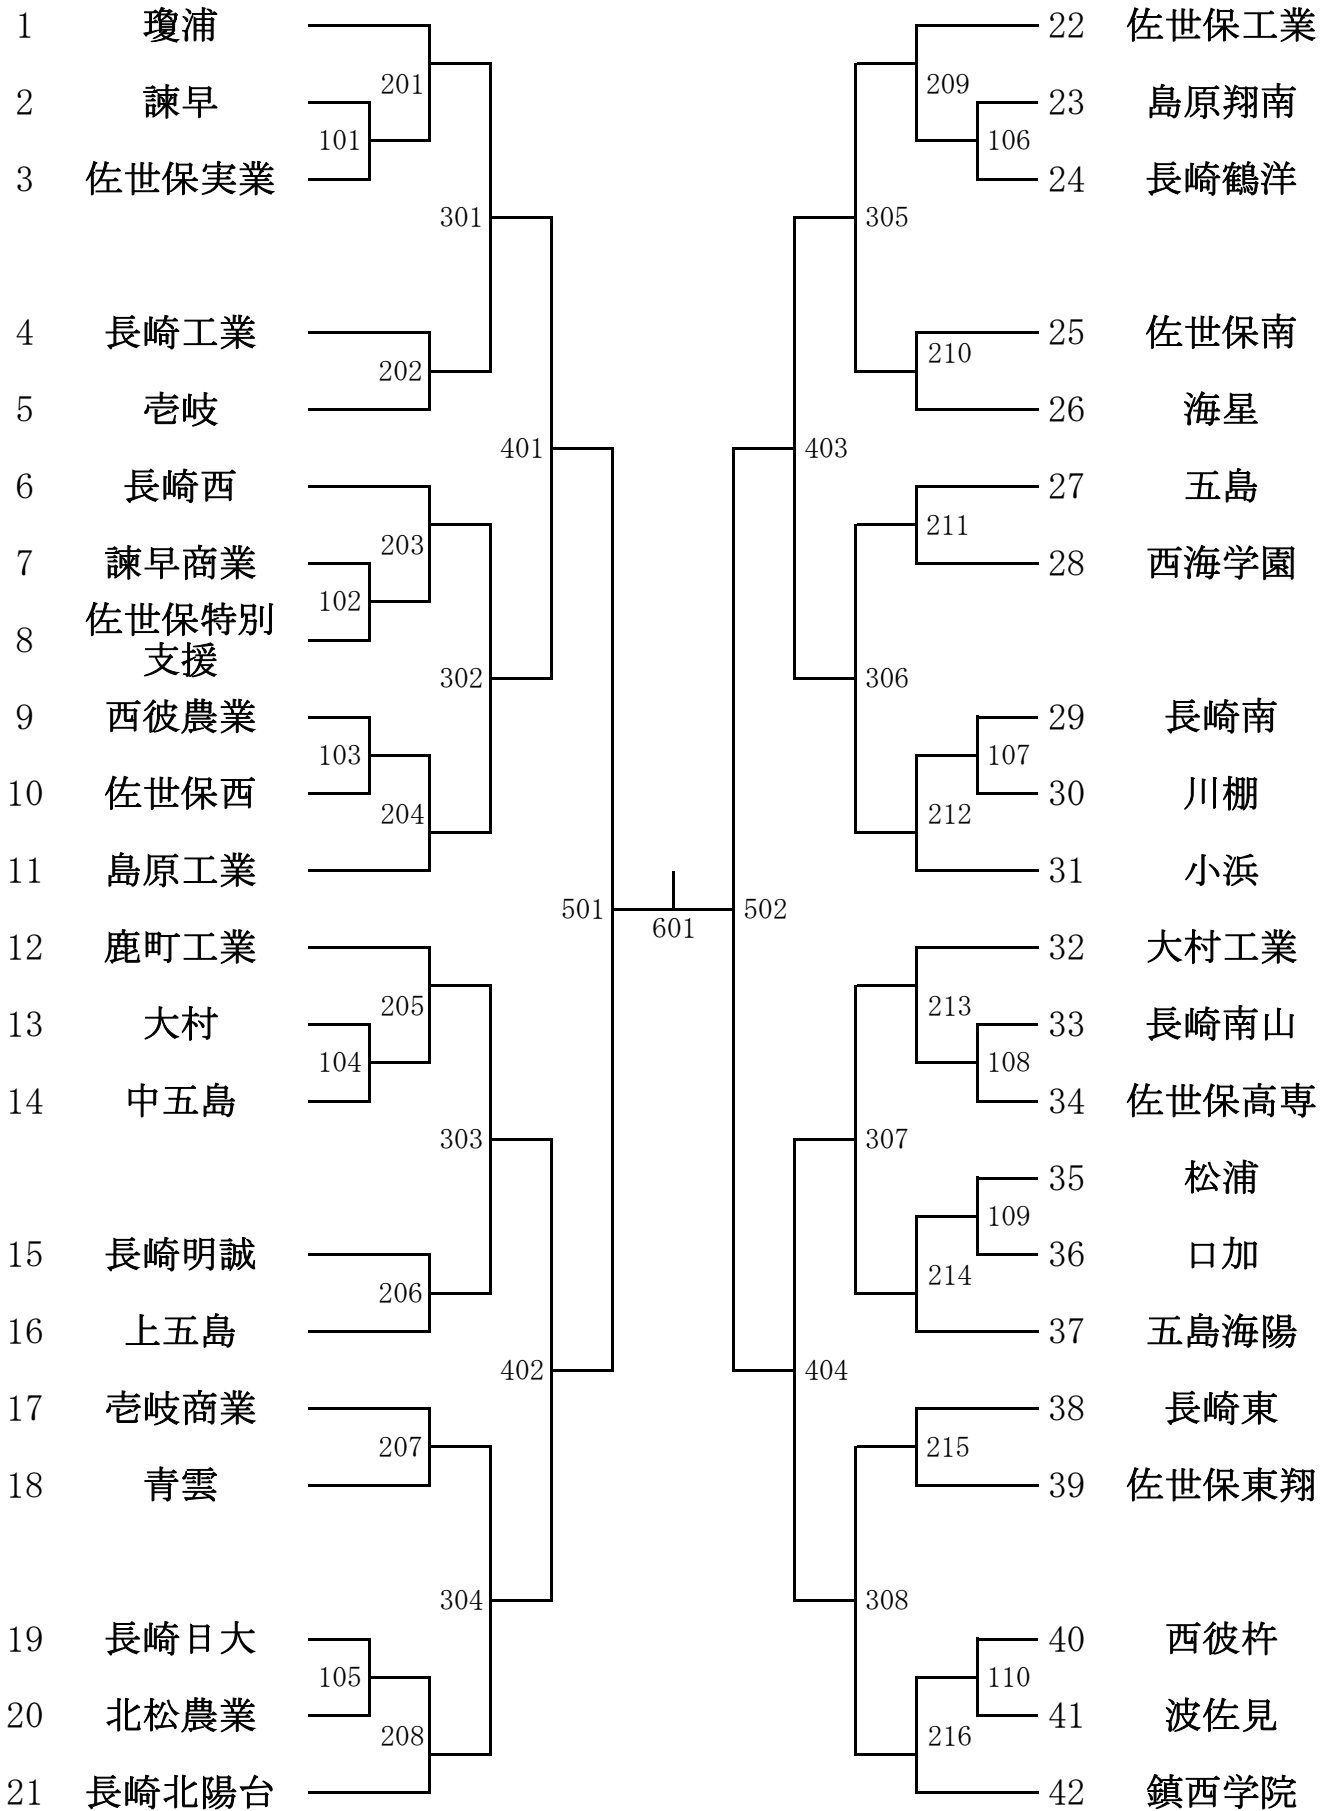 1 瓊浦
2 諫早
3 佐世保実業
4 長崎工業
5 壱岐
6 長崎西
7 諫早商業
8 佐世保特別
支援
9 西彼農業
10 佐世保西
11 島原工業
12 鹿町工業
13 大村
14 中五島
15 長崎明誠
16 上五島
17 壱岐商業
18 青雲
19 長崎日大
20 北松農業
21 長崎北陽台
101
102
103
104
105
201
202
203
204
205
206
207
208
301
302
303
304
401
402
501
601
502
403
404
305
306
307
308
209
210
211
212
213
214
215
216
106
107
108
109
110
22 佐世保工業
23 島原翔南
24 長崎鶴洋
25 佐世保南
26 海星
27 五島
28 西海学園
29 長崎南
30 川棚
31 小浜
32 大村工業
33 長崎南山
34 佐世保高専
35 松浦
36 口加
37 五島海陽
38 長崎東
39 佐世保東翔
40 西彼杵
41 波佐見
42 鎮西学院